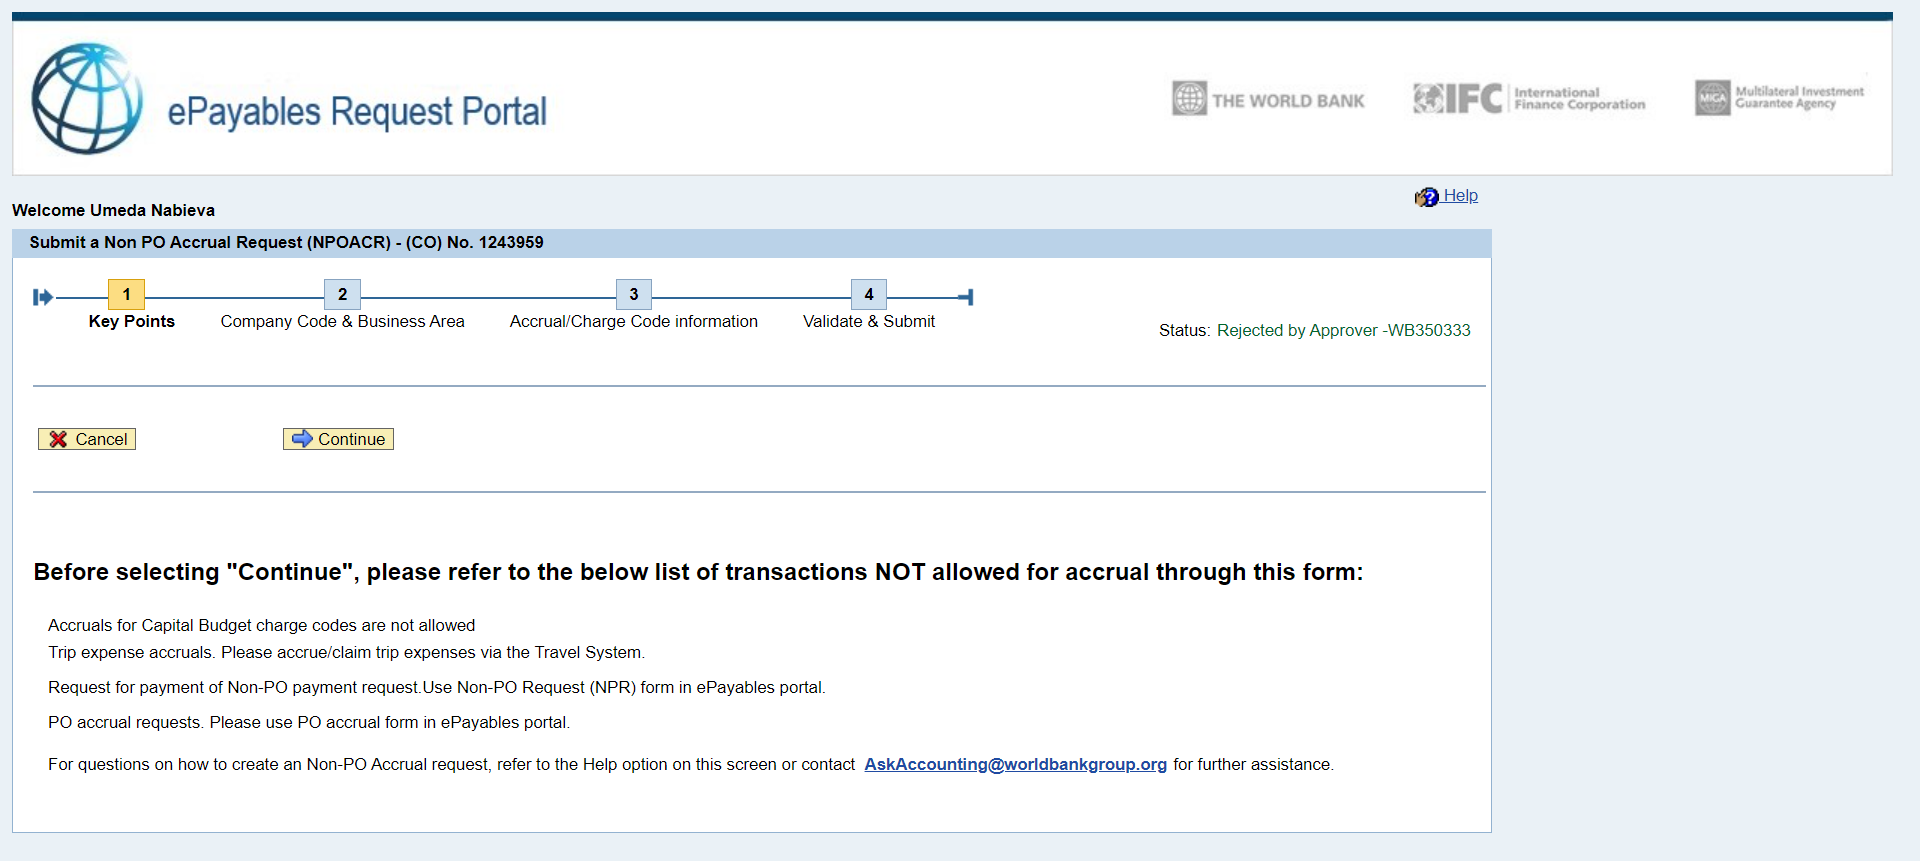 ePayables Request Portal
THE WORLD BANK
IFC International Finance Corporation
MIGA Multilateral Investment Guarantee Agency
Help
Welcome Umeda Nabieva
Submit a Non PO Accrual Request (NPOACR) - (CO) No. 1243959
1 2 3 4
Key Points Company Code & Business Area Accrual/Charge Code information Validate & Submit
Status: Rejected by Approver -WB350333
Cancel Continue
Before selecting "Continue", please refer to the below list of transactions NOT allowed for accrual through this form:
Accruals for Capital Budget charge codes are not allowed
Trip expense accruals. Please accrue/claim trip expenses via the Travel System.
Request for payment of Non-PO payment request.Use Non-PO Request (NPR) form in ePayables portal.
PO accrual requests. Please use PO accrual form in ePayables portal.
For questions on how to create an Non-PO Accrual request, refer to the Help option on this screen or contact AskAccounting@worldbankgroup.org for further assistance.